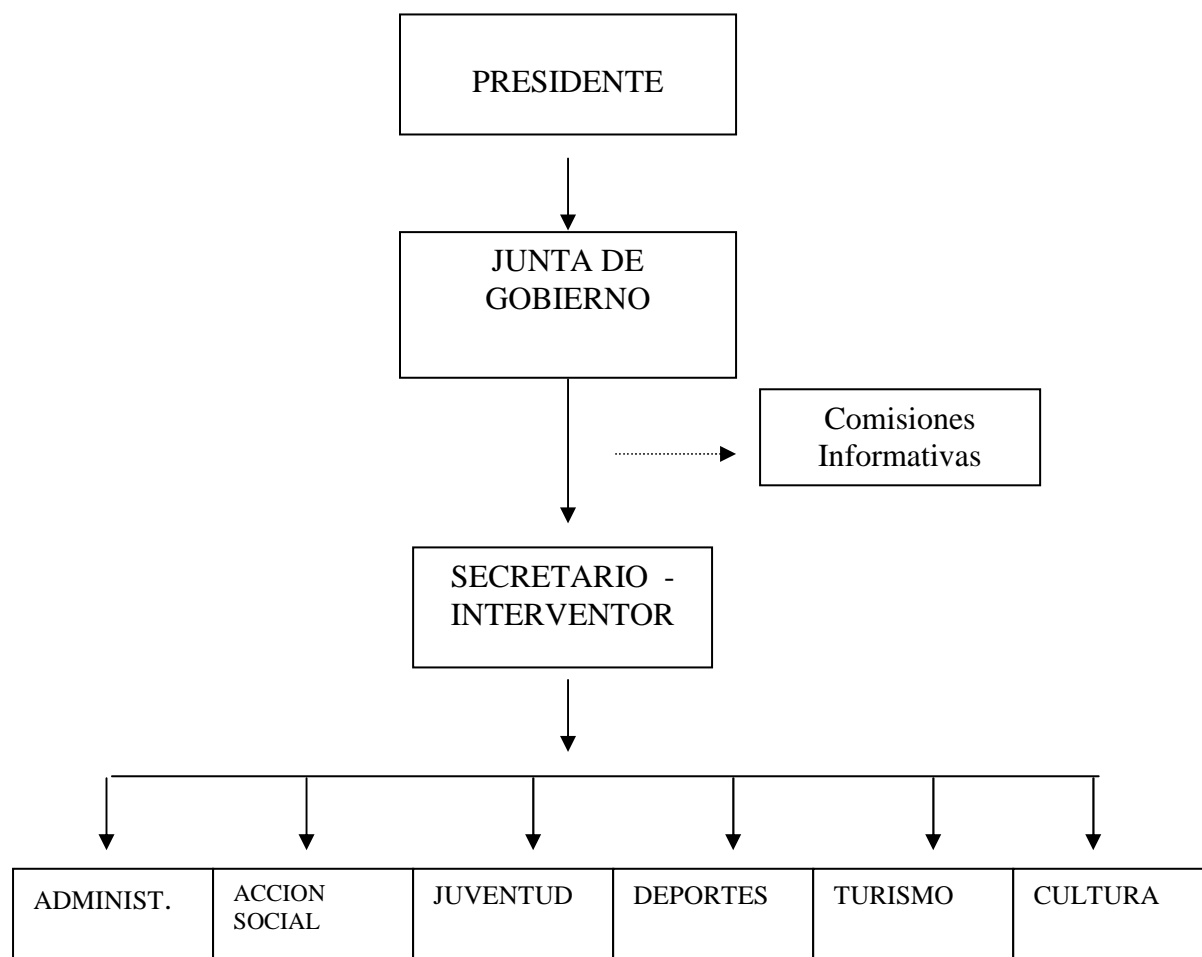 PRESIDENTE
JUNTA DE
GOBIERNO
Comisiones
Informativas
SECRETARIO -
INTERVENTOR
ADMINIST.
ACCION
SOCIAL
JUVENTUD
DEPORTES
TURISMO
CULTURA